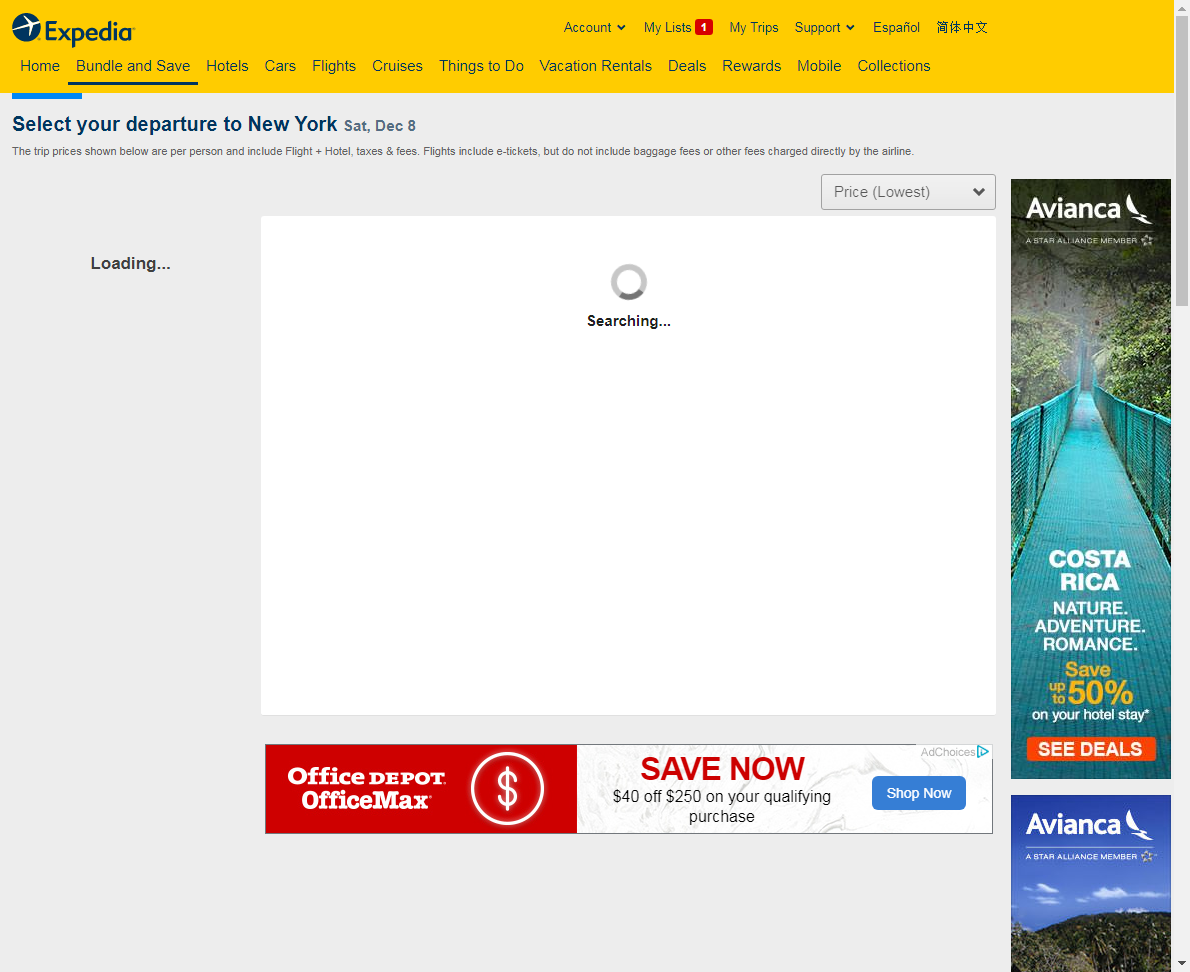 Expedia
Account
My Lists 1
My Trips
Support
Español
简体中文
Home
Bundle and Save
Hotels
Cars
Flights
Cruises
Things to Do
Vacation Rentals
Deals
Rewards
Mobile
Collections
Select your departure to New York Sat, Dec 8
The trip prices shown below are per person and include Flight + Hotel, taxes & fees. Flights include e-tickets, but do not include baggage fees or other fees charged directly by the airline.
Price (Lowest)
Loading...
Searching...
Avianca
A STAR ALLIANCE MEMBER
COSTA
RICA
NATURE.
ADVENTURE.
ROMANCE.
Save
up to 50%
on your hotel stay*
SEE DEALS
Office DEPOT
OfficeMax
$
SAVE NOW
$40 off $250 on your qualifying
purchase
Shop Now
AdChoices
Avianca
A STAR ALLIANCE MEMBER